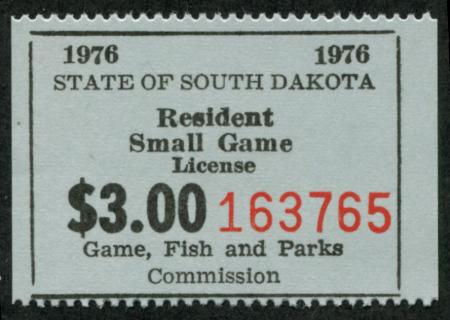 1976 1976
STATE OF SOUTH DAKOTA
Resident
Small Game
License
$3.00 163765
Game, Fish and Parks
Commission